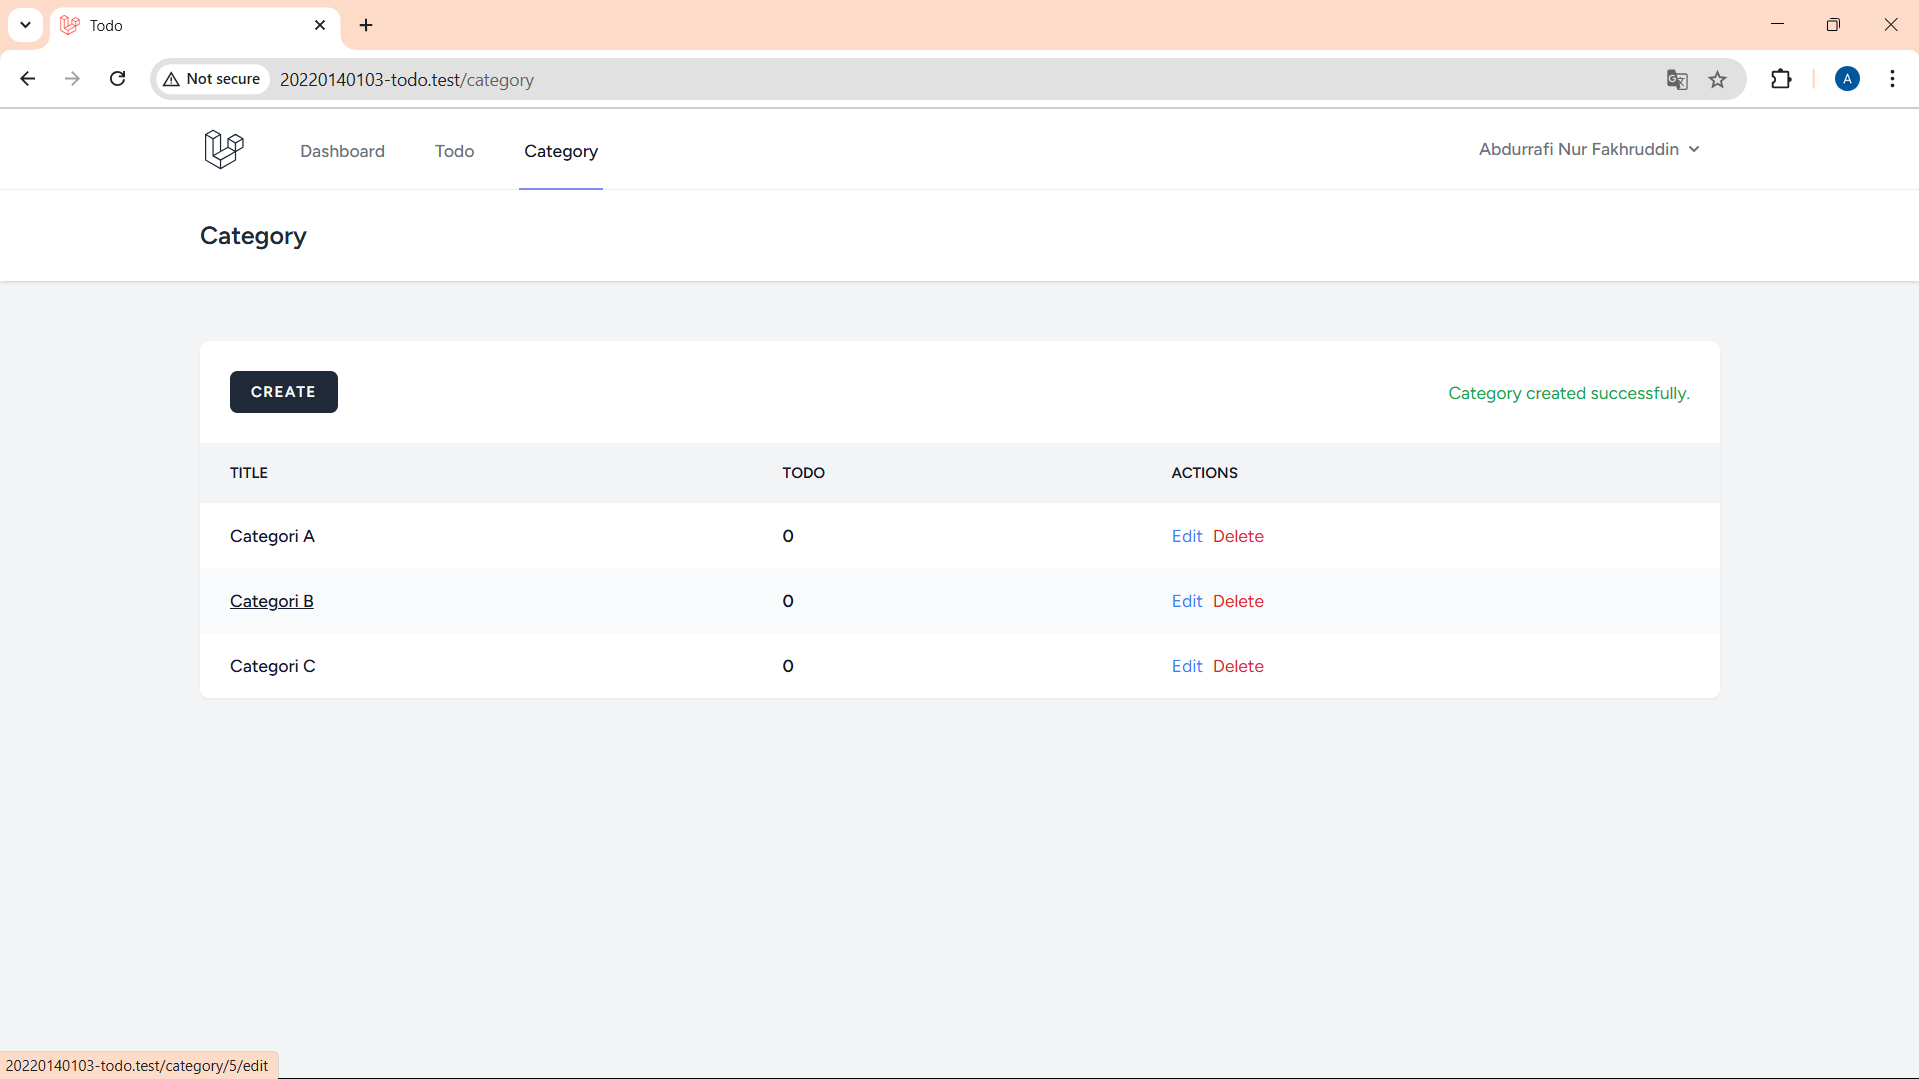 Todo
Not secure 20220140103-todo.test/category A
Dashboard Todo Category Abdurrafi Nur Fakhruddin
Category
CREATE Category created successfully.
TITLE TODO ACTIONS
Categori A 0 Edit Delete
Categori B 0 Edit Delete
Categori C 0 Edit Delete
20220140103-todo.test/category/5/edit